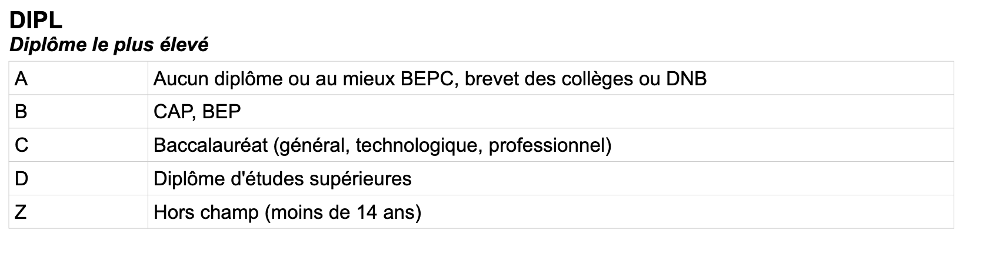 DIPL
Diplôme le plus élevé
A Aucun diplôme ou au mieux BEPC, brevet des collèges ou DNB
B CAP, BEP
C Baccalauréat (général, technologique, professionnel)
D Diplôme d'études supérieures
Z Hors champ (moins de 14 ans)